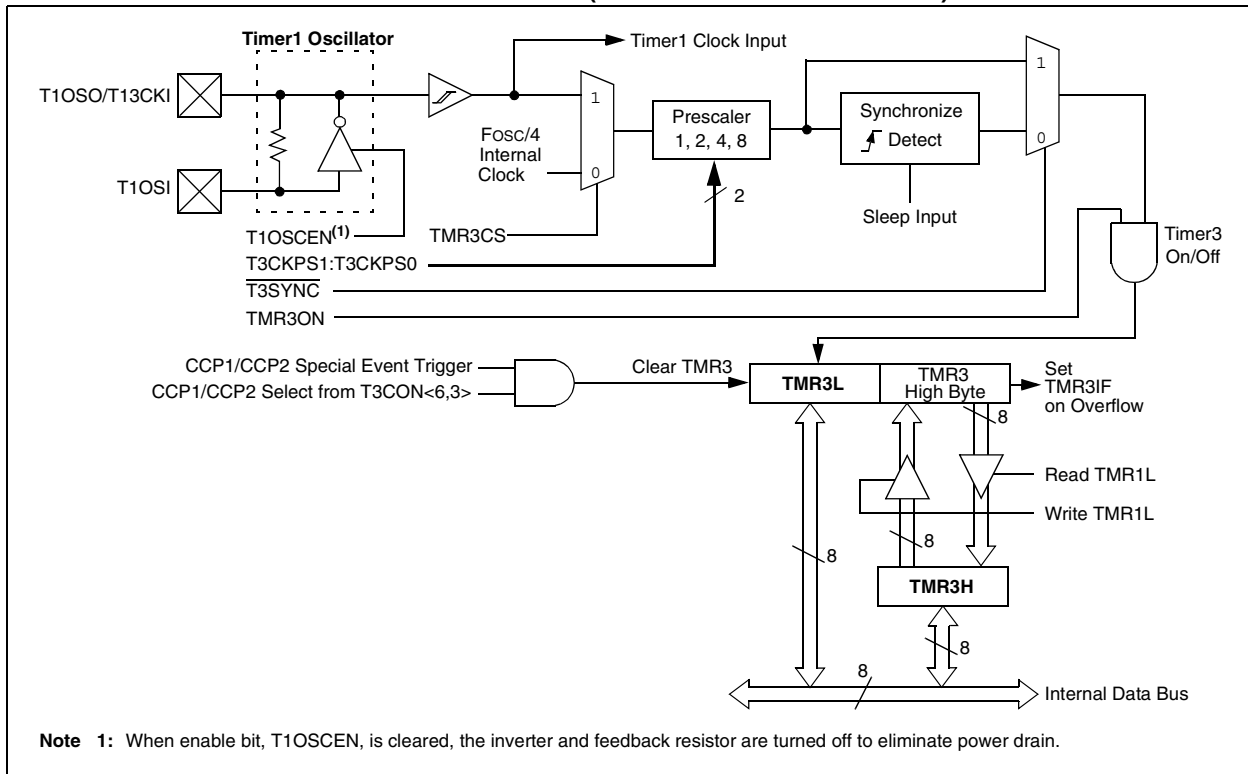 Timer1 Oscillator
Timer1 Clock Input
T1OSO/T13CKI
1
FOSC/4
Internal
Clock
0
Prescaler
1, 2, 4, 8
Synchronize
Detect
1
0
T1OSI
2
Sleep Input
T1OSCEN(1)
TMR3CS
Timer3
On/Off
T3CKPS1:T3CKPS0
T3SYNC
TMR3ON
CCP1/CCP2 Special Event Trigger
CCP1/CCP2 Select from T3CON<6,3>
Clear TMR3
TMR3L
TMR3
High Byte
Set
TMR3IF
on Overflow
8
Read TMR1L
Write TMR1L
8
8
TMR3H
8
8
Internal Data Bus
Note 1: When enable bit, T1OSCEN, is cleared, the inverter and feedback resistor are turned off to eliminate power drain.